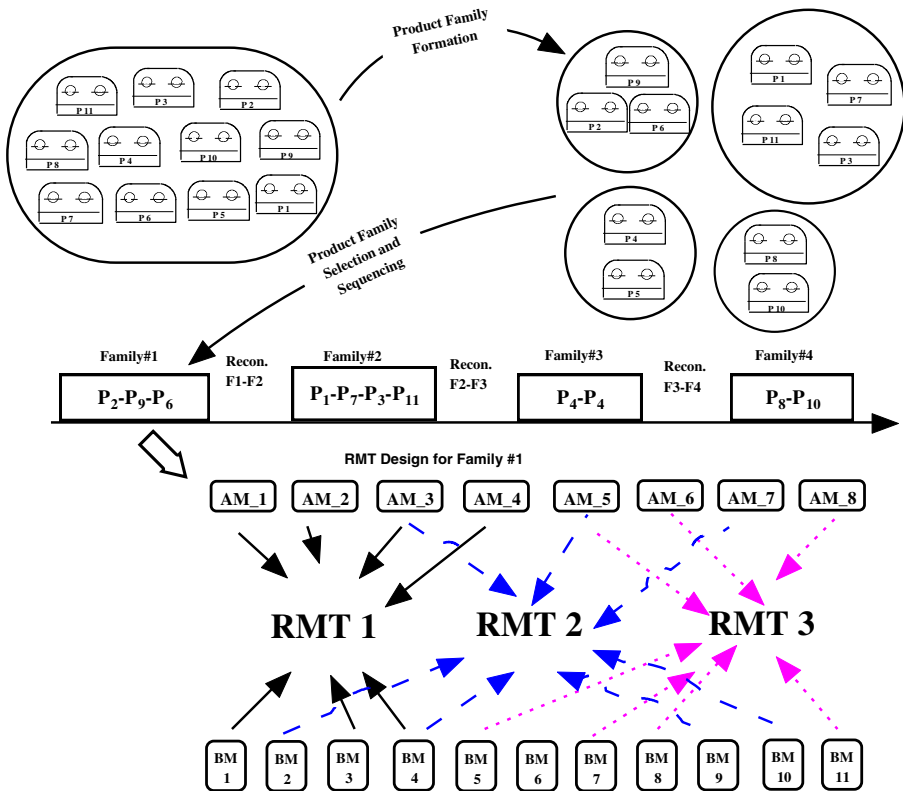 Product Family
Formation
P 11
P 3
P 2
P 8
P 4
P 10
P 9
P 7
P 6
P 5
P 1
P 9
P 2
P 6
P 1
P 7
P 11
P 3
P 4
P 5
P 8
P 10
Product Family
Selection and
Sequencing
Family#1
Recon.
F1-F2
Family#2
Recon.
F2-F3
Family#3
Recon.
F3-F4
Family#4
P2-P9-P6
P1-P7-P3-P11
P4-P4
P8-P10
RMT Design for Family #1
AM_1
AM_2
AM_3
AM_4
AM_5
AM_6
AM_7
AM_8
RMT 1
RMT 2
RMT 3
BM
1
BM
2
BM
3
BM
4
BM
5
BM
6
BM
7
BM
8
BM
9
BM
10
BM
11